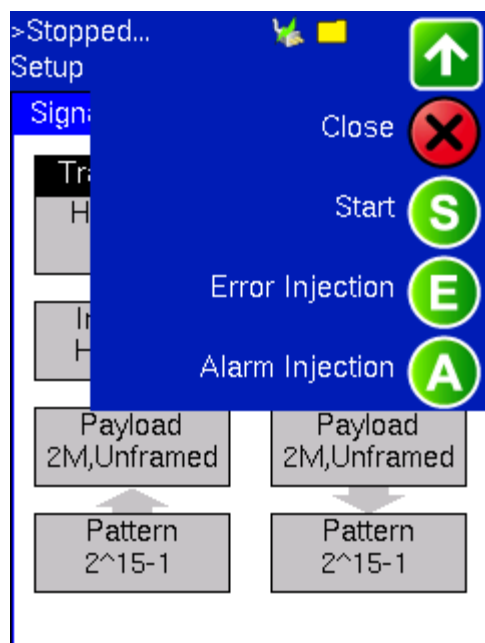 >Stopped...
Setup
Close
Start
S
Error Injection
E
Alarm Injection
A
Payload
2M,Unframed
Payload
2M,Unframed
Pattern
2^15-1
Pattern
2^15-1